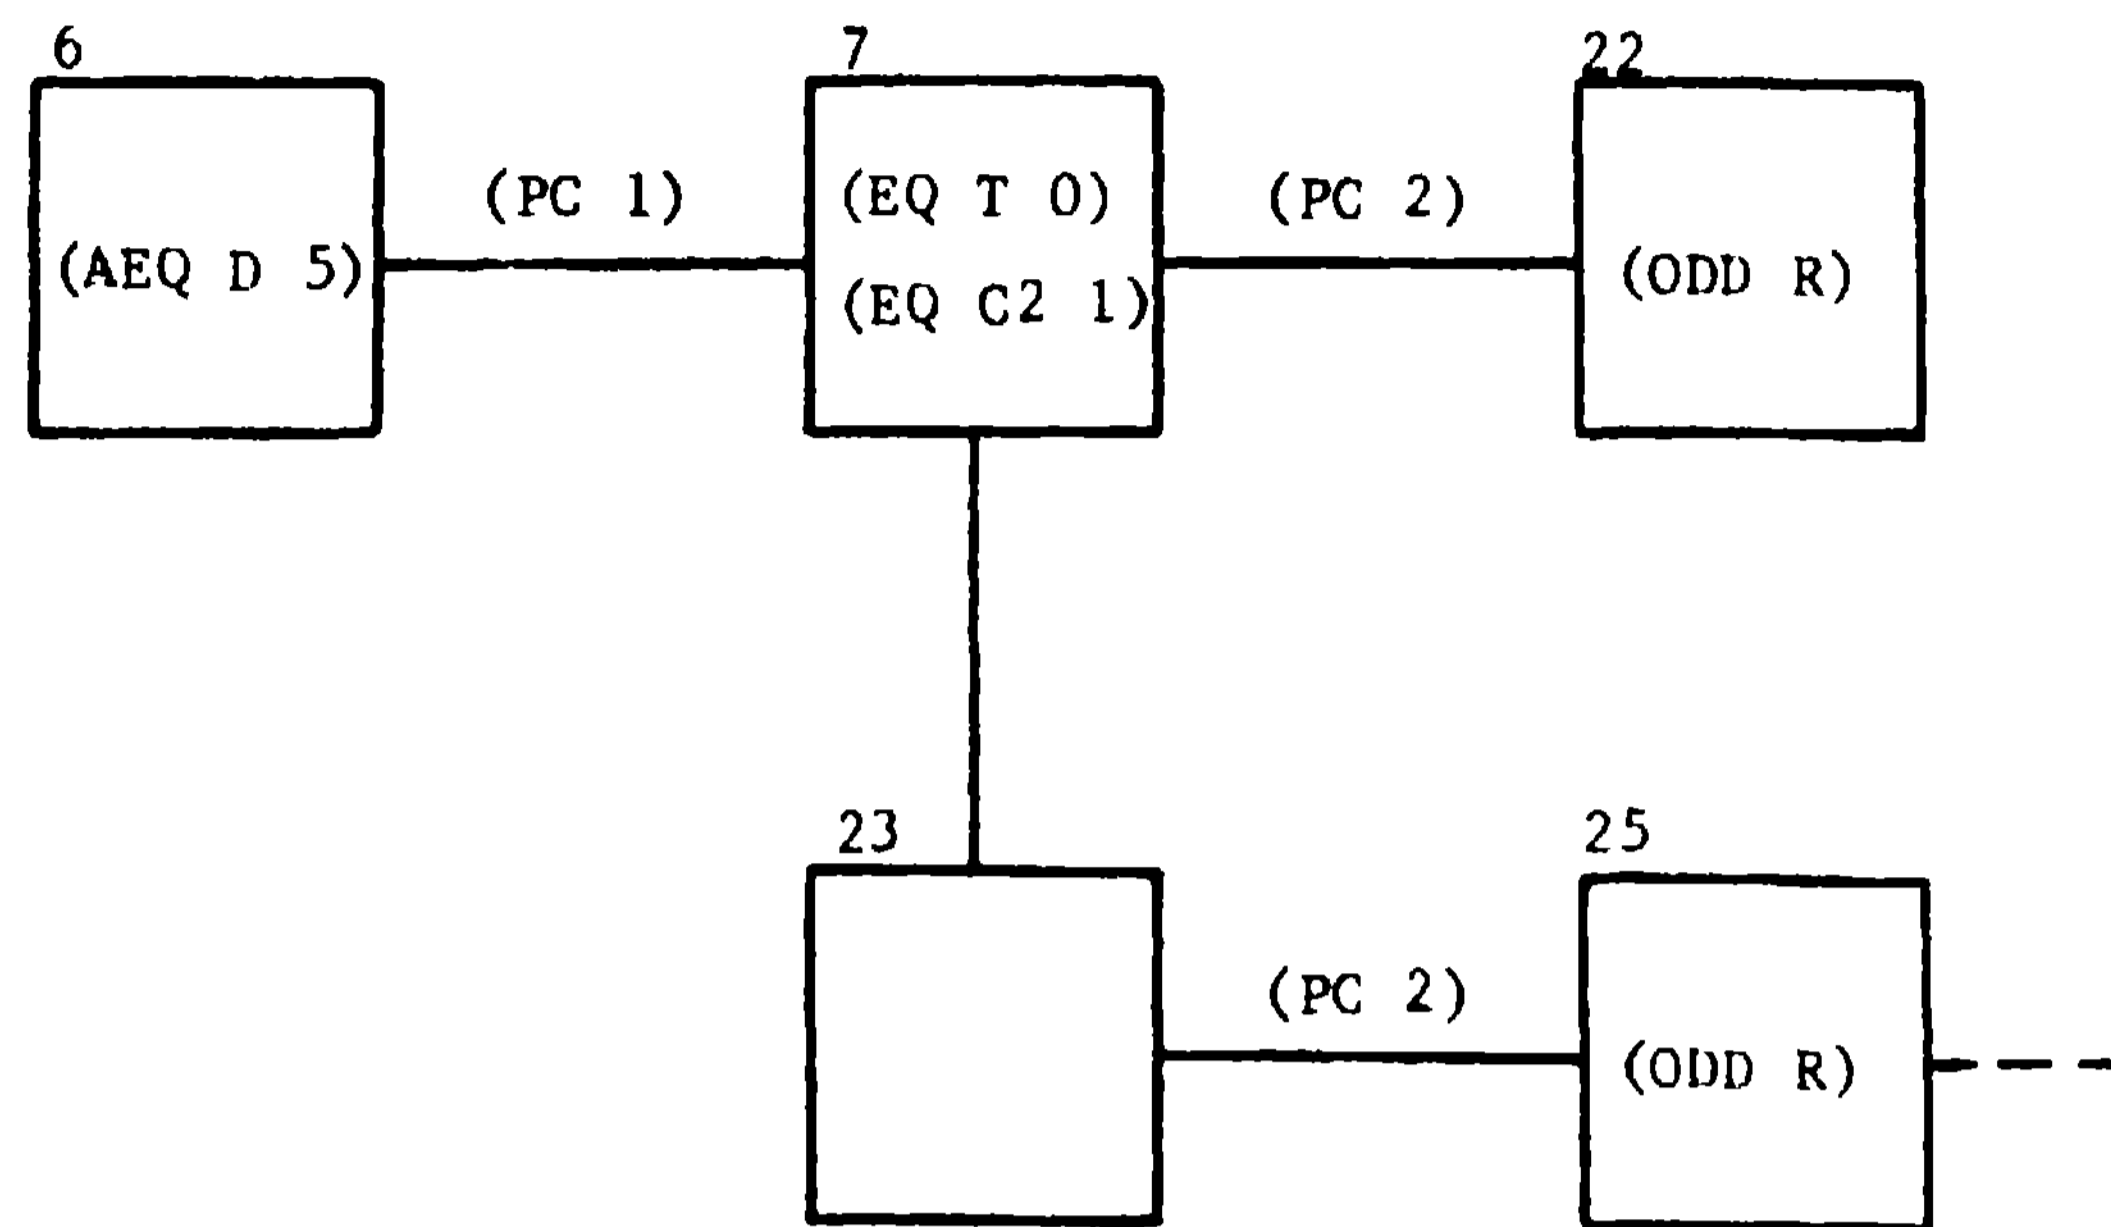 6
7
22
(PC 1)
(EQ T 0)
(PC 2)
(AEQ D 5)
(EQ C2 1)
(ODD R)
23
25
(PC 2)
(ODD R)